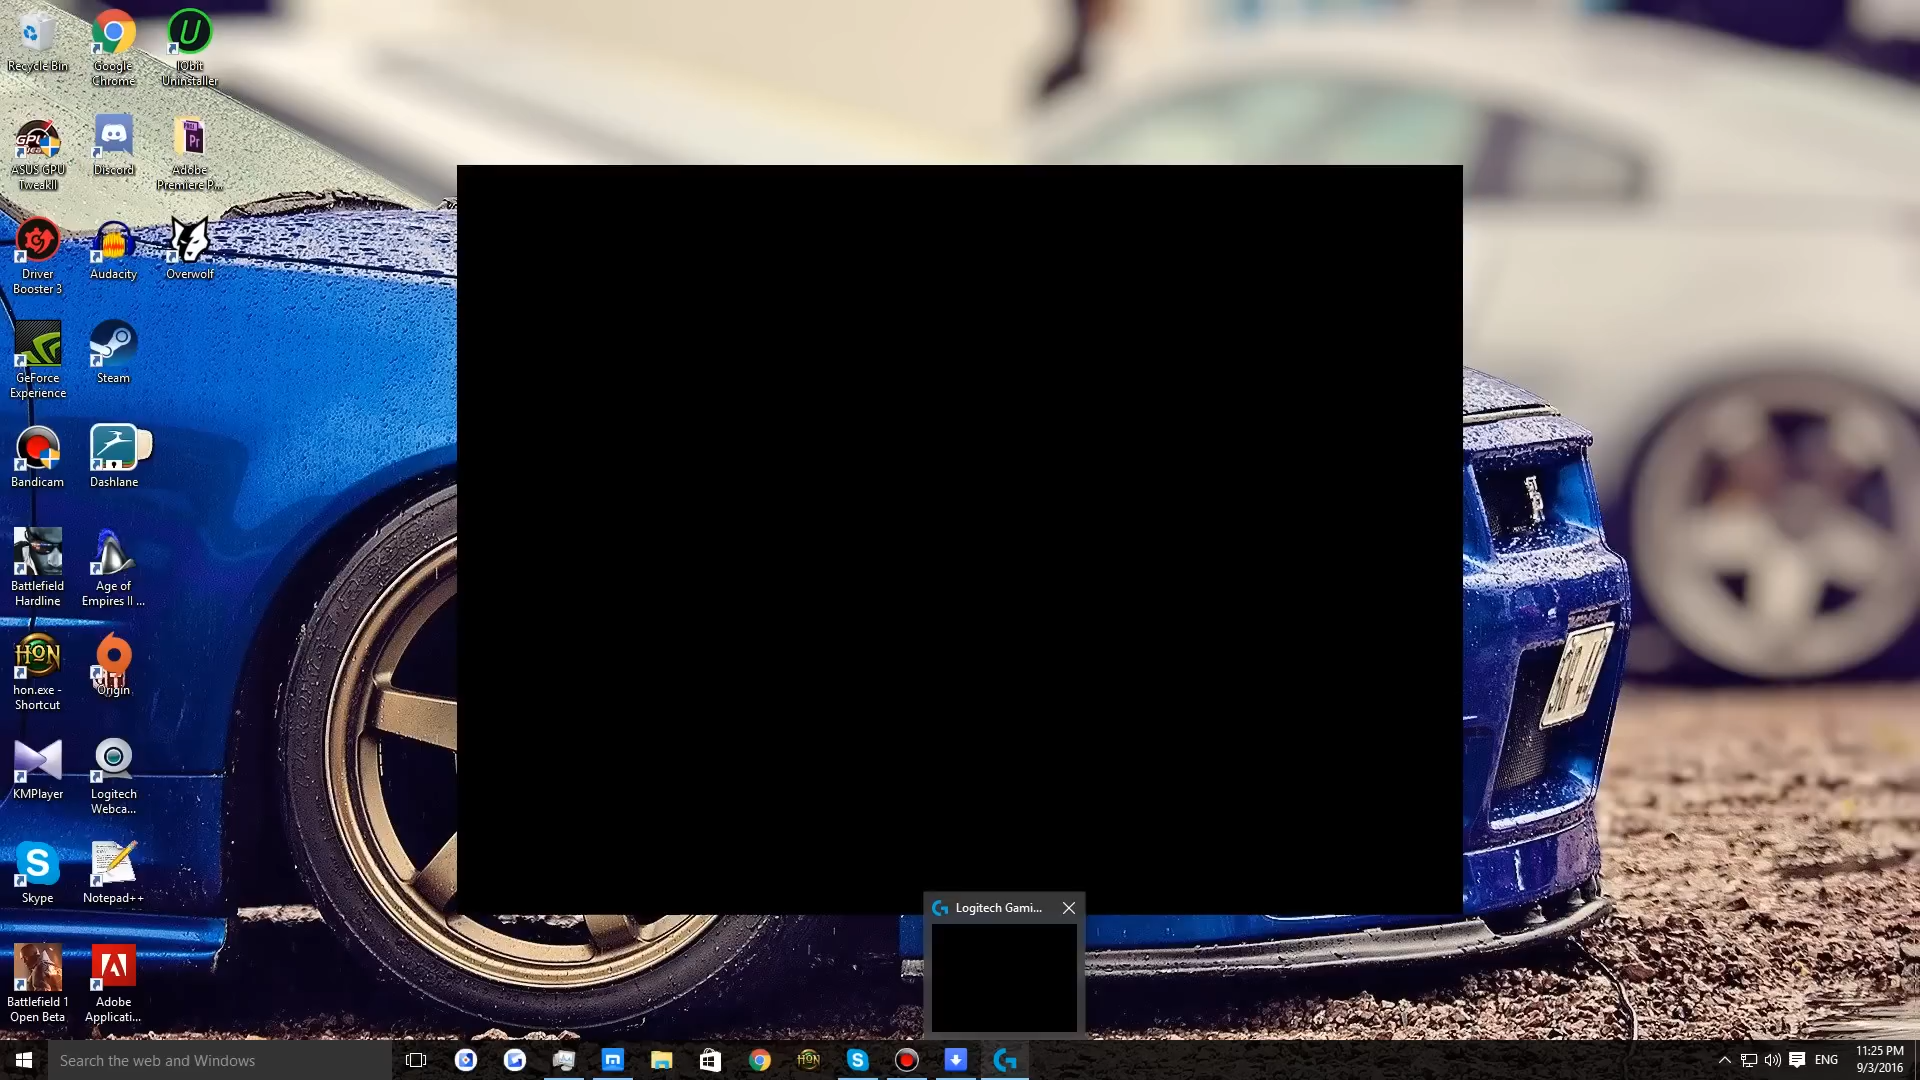 Recycle Bin
Google
Chrome
IObit
Uninstaller
ASUS GPU
TweakII
Discord
Adobe
Premiere P...
Driver
Booster 3
Audacity
Overwolf
GeForce
Experience
Steam
Bandicam
Dashlane
Battlefield
Hardline
Age of
Empires II ...
hon.exe -
Shortcut
Origin
KMPlayer
Logitech
Webca...
Skype
Notepad++
Battlefield 1
Open Beta
Adobe
Applicati...
Logitech Gami...
Search the web and Windows
ENG
11:25 PM
9/3/2016